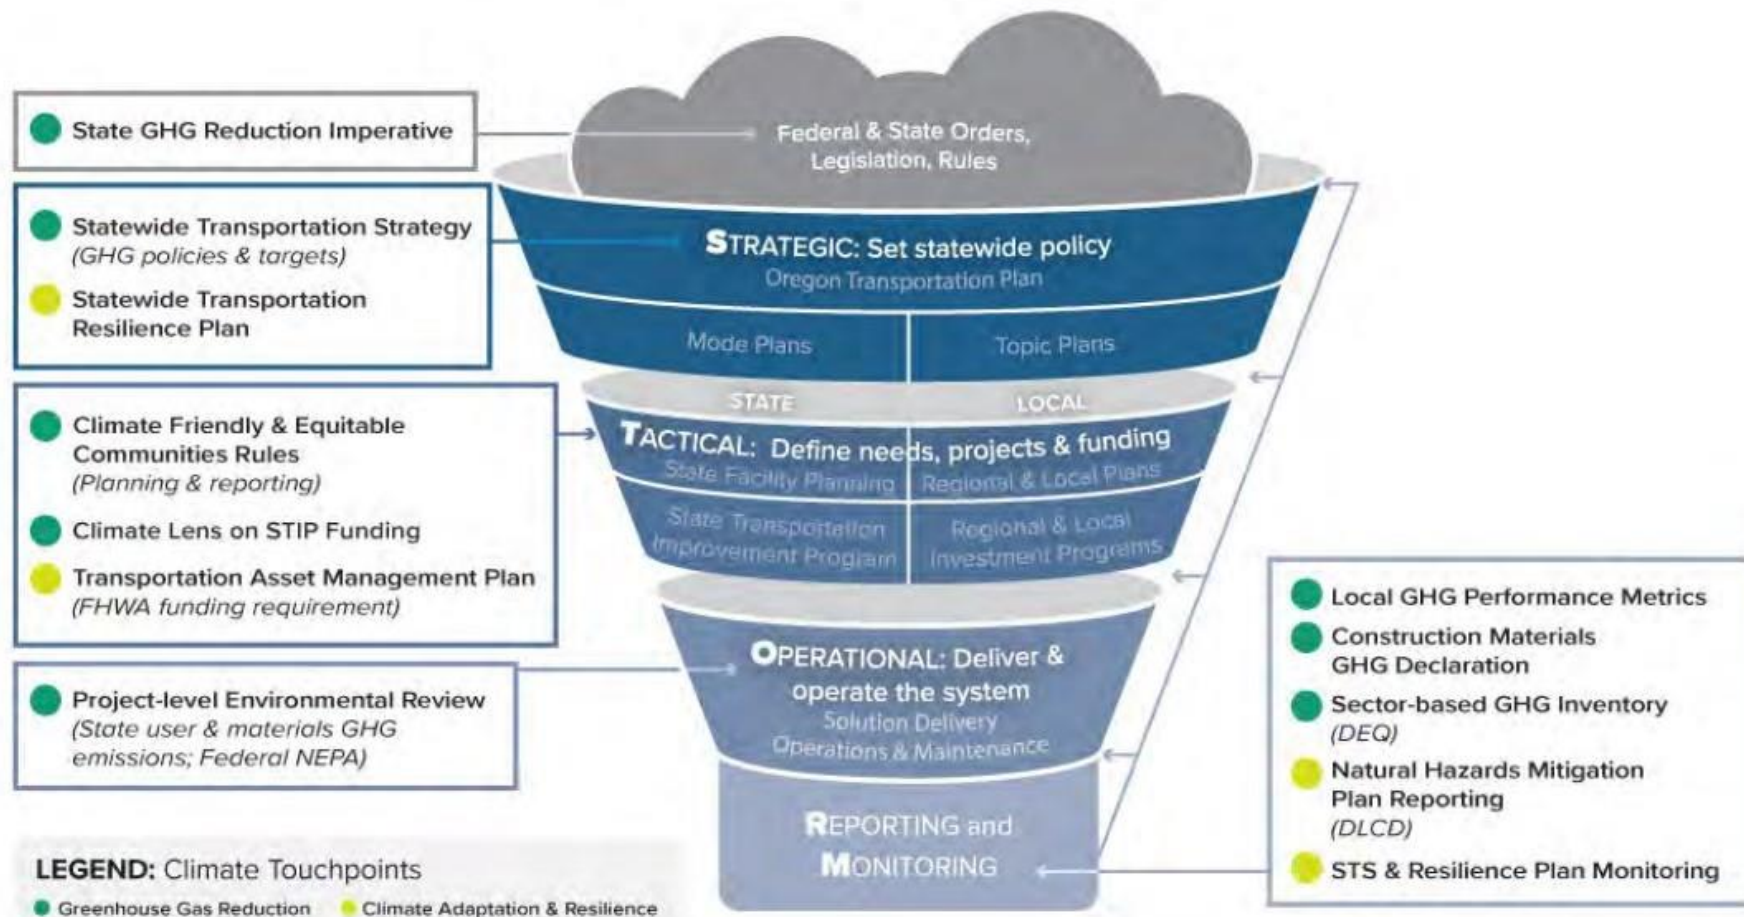 State GHG Reduction Imperative
Federal & State Orders,
Legislation, Rules
Statewide Transportation Strategy
(GHG policies & targets)
Statewide Transportation
Resilience Plan
STRATEGIC: Set statewide policy
Oregon Transportation Plan
Mode Plans
Topic Plans
Climate Friendly & Equitable
Communities Rules
(Planning & reporting)
Climate Lens on STIP Funding
Transportation Asset Management Plan
(FHWA funding requirement)
STATE
LOCAL
TACTICAL: Define needs, projects & funding
State Facility Planning
Regional & Local Plans
State Transportation
Improvement Program
Regional & Local
Investment Programs
Project-level Environmental Review
(State user & materials GHG
emissions; Federal NEPA)
OPERATIONAL: Deliver &
operate the system
Solution Delivery
Operations & Maintenance
REPORTING and
MONITORING
Local GHG Performance Metrics
Construction Materials
GHG Declaration
Sector-based GHG Inventory
(DEQ)
Natural Hazards Mitigation
Plan Reporting
(DLCD)
STS & Resilience Plan Monitoring
LEGEND: Climate Touchpoints
Greenhouse Gas Reduction
Climate Adaptation & Resilience